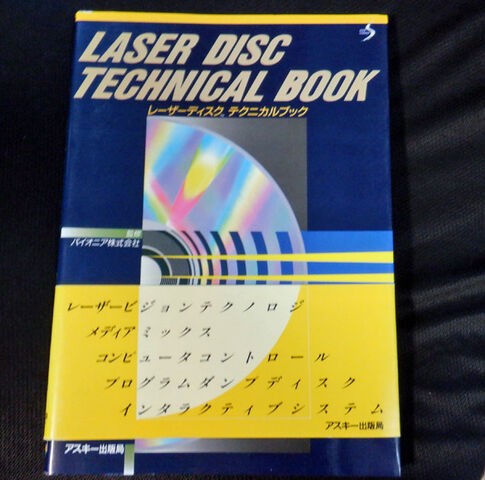 LASER DISC
TECHNICAL BOOK
レーザーディスク テクニカルブック
監修
パイオニア株式会社
レーザービジョンテクノロジ
メディアミックス
コンピュータコントロール
プログラムダンプディスク
インタラクティブシステム
アスキー出版局
アスキー出版局